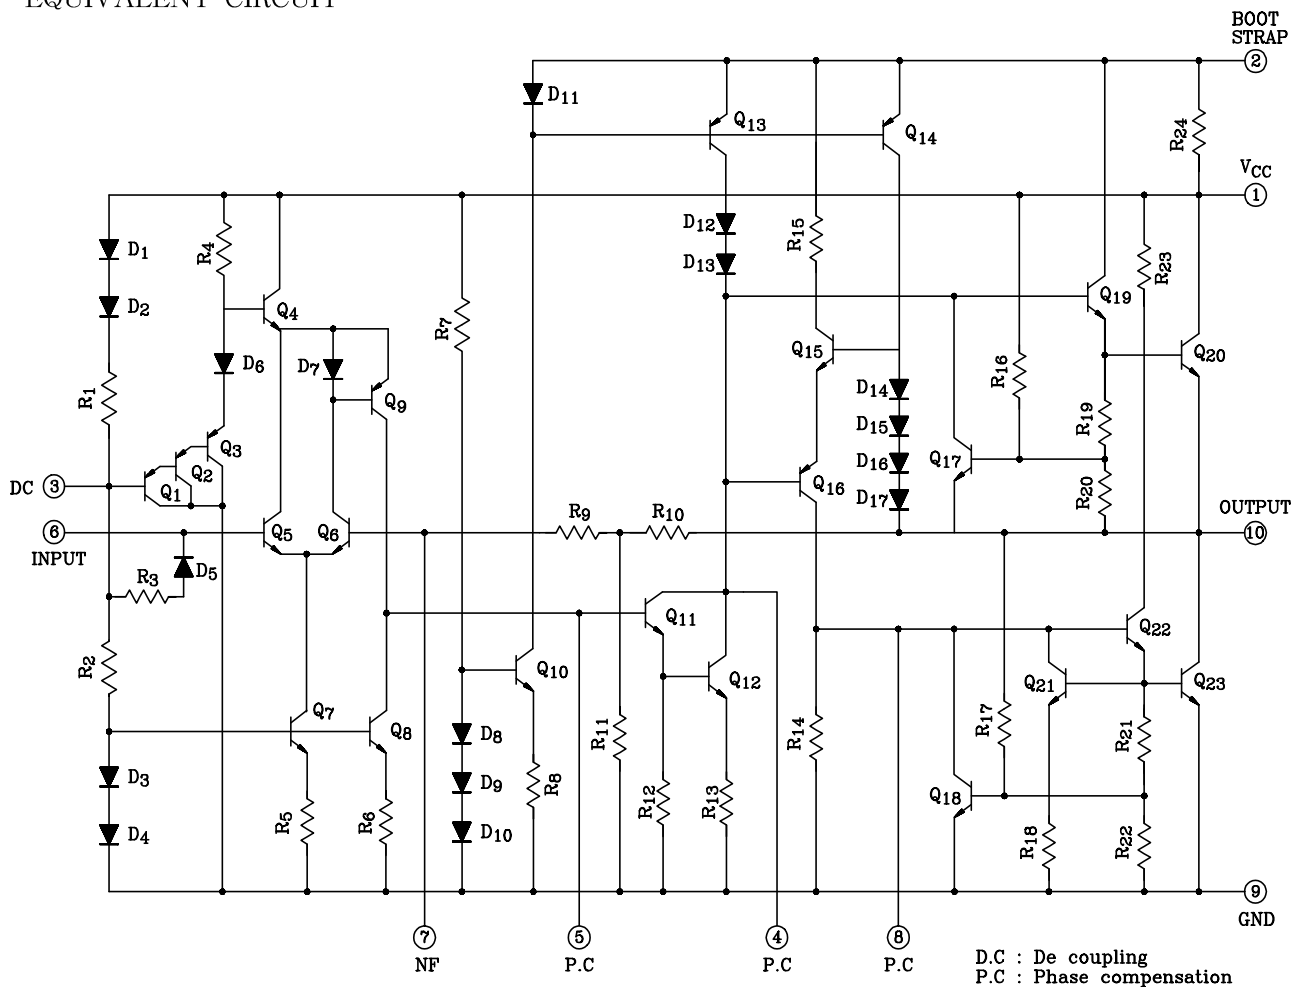 EQUIVALENT CIRCUIT
BOOT
STRAP
2
D11
Q13
Q14
R24
VCC
1
D1
R4
D12
R15
D13
R23
D2
Q4
R7
Q19
D6
D7
Q15
R16
Q20
R1
Q9
D14
R19
Q3
D15
Q2
D16
Q17
DC 3
Q1
Q16
D17
R20
OUTPUT
6
Q5
Q6
R9
R10
10
INPUT
R3
D5
Q11
Q22
R2
Q10
Q12
Q21
Q23
Q7
Q8
D8
R11
R14
R17
R21
D3
D9
R8
R12
R13
Q18
D4
R5
R6
D10
R18
R22
9
GND
7
NF
5
P.C
4
P.C
8
P.C
D.C : De coupling
P.C : Phase compensation